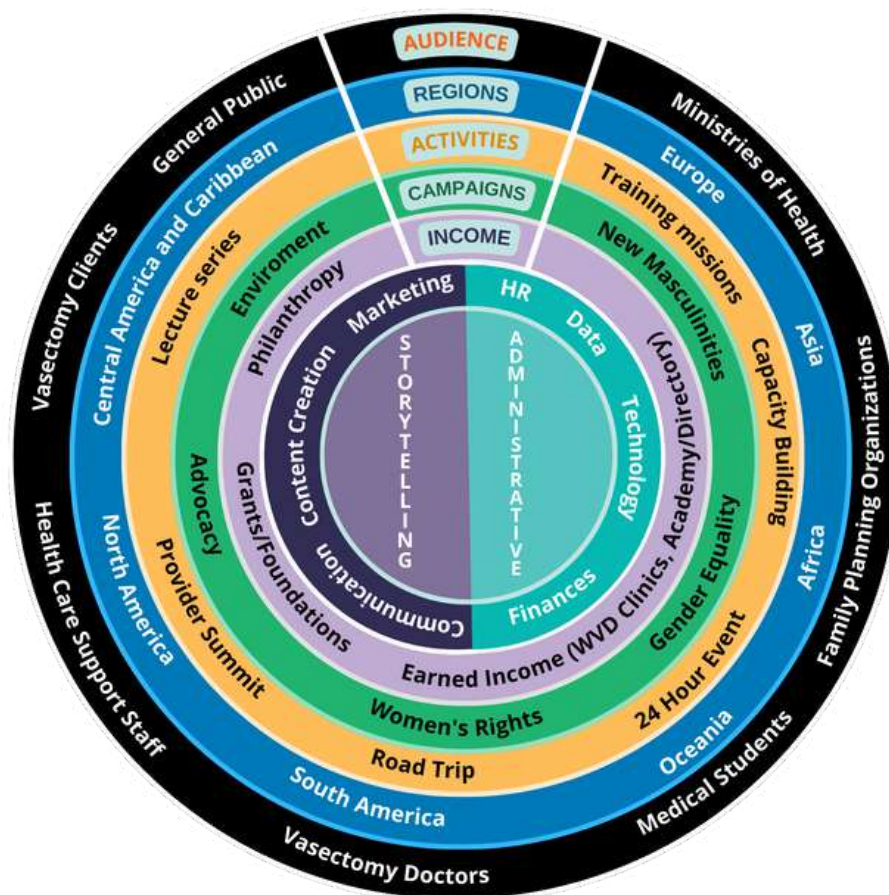 AUDIENCE
REGIONS
ACTIVITIES
CAMPAIGNS
INCOME
Ministries of Health
Family Planning Organizations
Medical Students
Vasectomy Doctors
Health Care Support Staff
Vasectomy Clients
General Public
Europe
Asia
Africa
Oceania
South America
North America
Central America and Caribbean
Training missions
Capacity Building
24 Hour Event
Road Trip
Provider Summit
Lecture series
New Masculinities
Gender Equality
Women's Rights
Advocacy
Enviroment
Earned Income (WVD Clinics, Academy/Directory)
Grants/Foundations
Philanthropy
HR
Data
Technology
Finances
Communication
Content Creation
Marketing
STORYTELLING
ADMINISTRATIVE